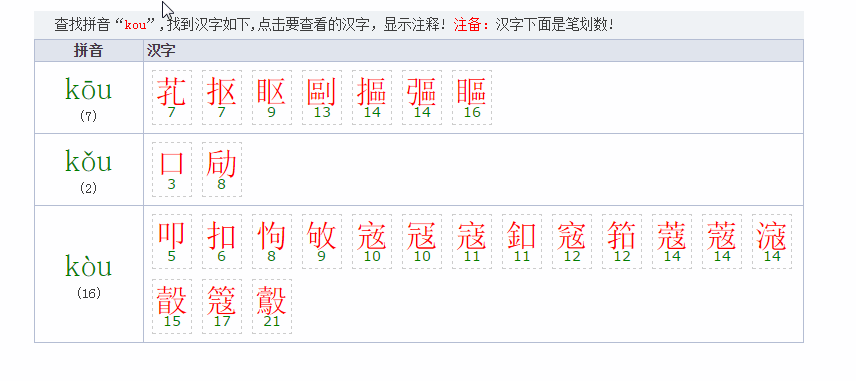 查找拼音“kou”,找到汉字如下,点击要查看的汉字，显示注释！注备：汉字下面是笔划数！
拼音 汉字
kōu 芤 抠 眍 剾 摳 彄 瞘
(7) 7 7 9 13 14 14 16
kǒu 口 劶
(2) 3 8
kòu 叩 扣 怐 敂 宼 冦 寇 釦 窛 筘 蔻 蔲 滱
5 6 8 9 10 10 11 11 12 12 14 14 14
(16) 瞉 簆 鷇
15 17 21